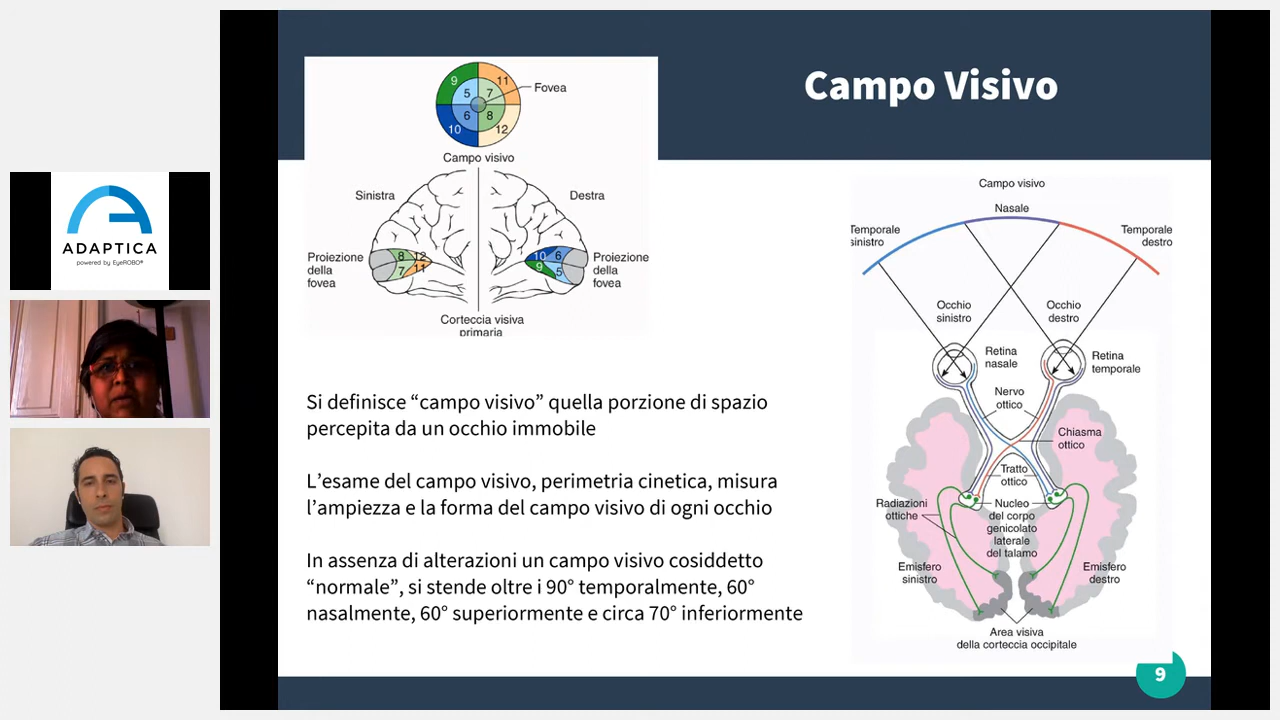 ADAPTICA
powered by EyeROBO®
Campo Visivo
9
11
5
7
6
8
10
12
Fovea
Campo visivo
Sinistra
Destra
Proiezione
della
fovea
8
12
7
11
10
6
9
5
Proiezione
della
fovea
Corteccia visiva
primaria
Si definisce “campo visivo” quella porzione di spazio
percepita da un occhio immobile
L’esame del campo visivo, perimetria cinetica, misura
l’ampiezza e la forma del campo visivo di ogni occhio
In assenza di alterazioni un campo visivo cosiddetto
“normale”, si stende oltre i 90° temporalmente, 60°
nasalmente, 60° superiormente e circa 70° inferiormente
Campo visivo
Nasale
Temporale
sinistro
Temporale
destro
Occhio
sinistro
Occhio
destro
Retina
nasale
Retina
temporale
Nervo
ottico
Chiasma
ottico
Tratto
ottico
Radiazioni
ottiche
Nucleo
del corpo
genicolato
laterale
del talamo
Emisfero
sinistro
Emisfero
destro
Area visiva
della corteccia occipitale
9